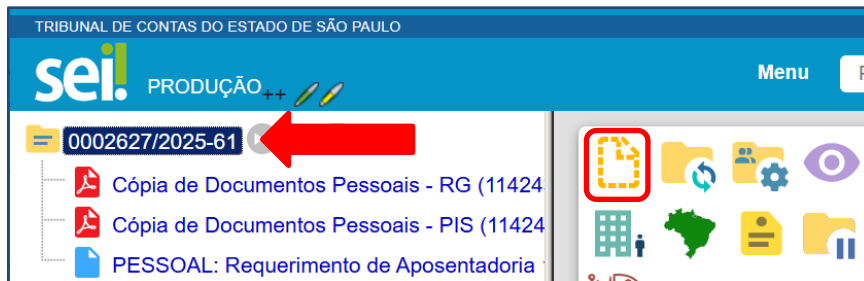 TRIBUNAL DE CONTAS DO ESTADO DE SÃO PAULO
sei! PRODUÇÃO++
Menu
0002627/2025-61
Cópia de Documentos Pessoais - RG (11424
Cópia de Documentos Pessoais - PIS (11424
PESSOAL: Requerimento de Aposentadoria